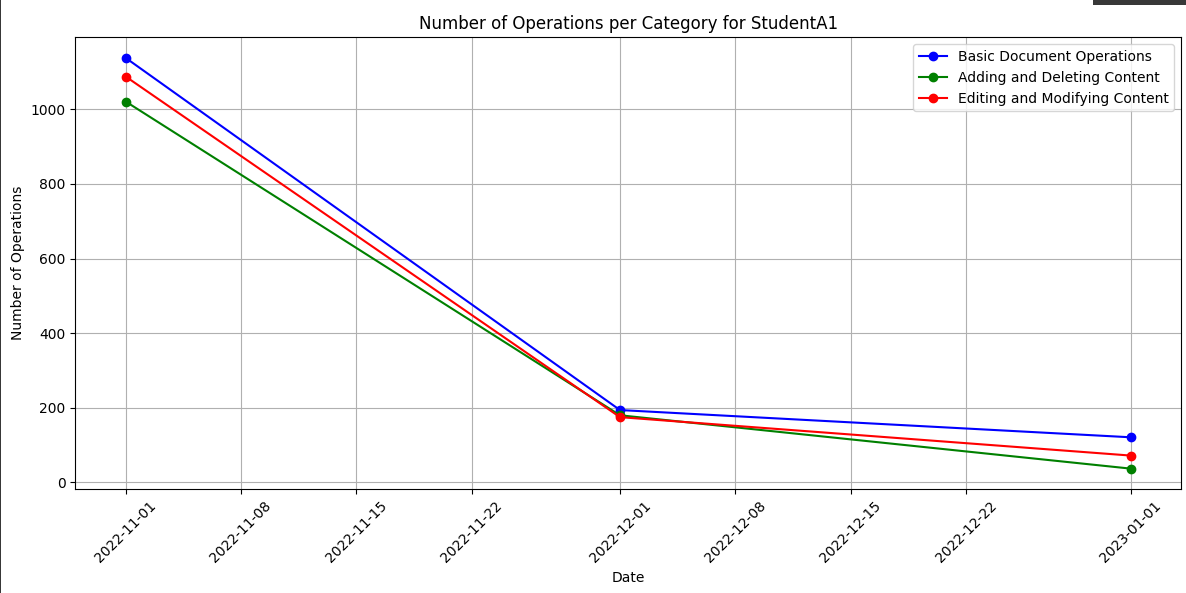 Number of Operations per Category for StudentA1
Basic Document Operations
Adding and Deleting Content
Editing and Modifying Content
Number of Operations
1000
800
600
400
200
0
2022-11-01
2022-11-08
2022-11-15
2022-11-22
2022-12-01
2022-12-08
2022-12-15
2022-12-22
2023-01-01
Date